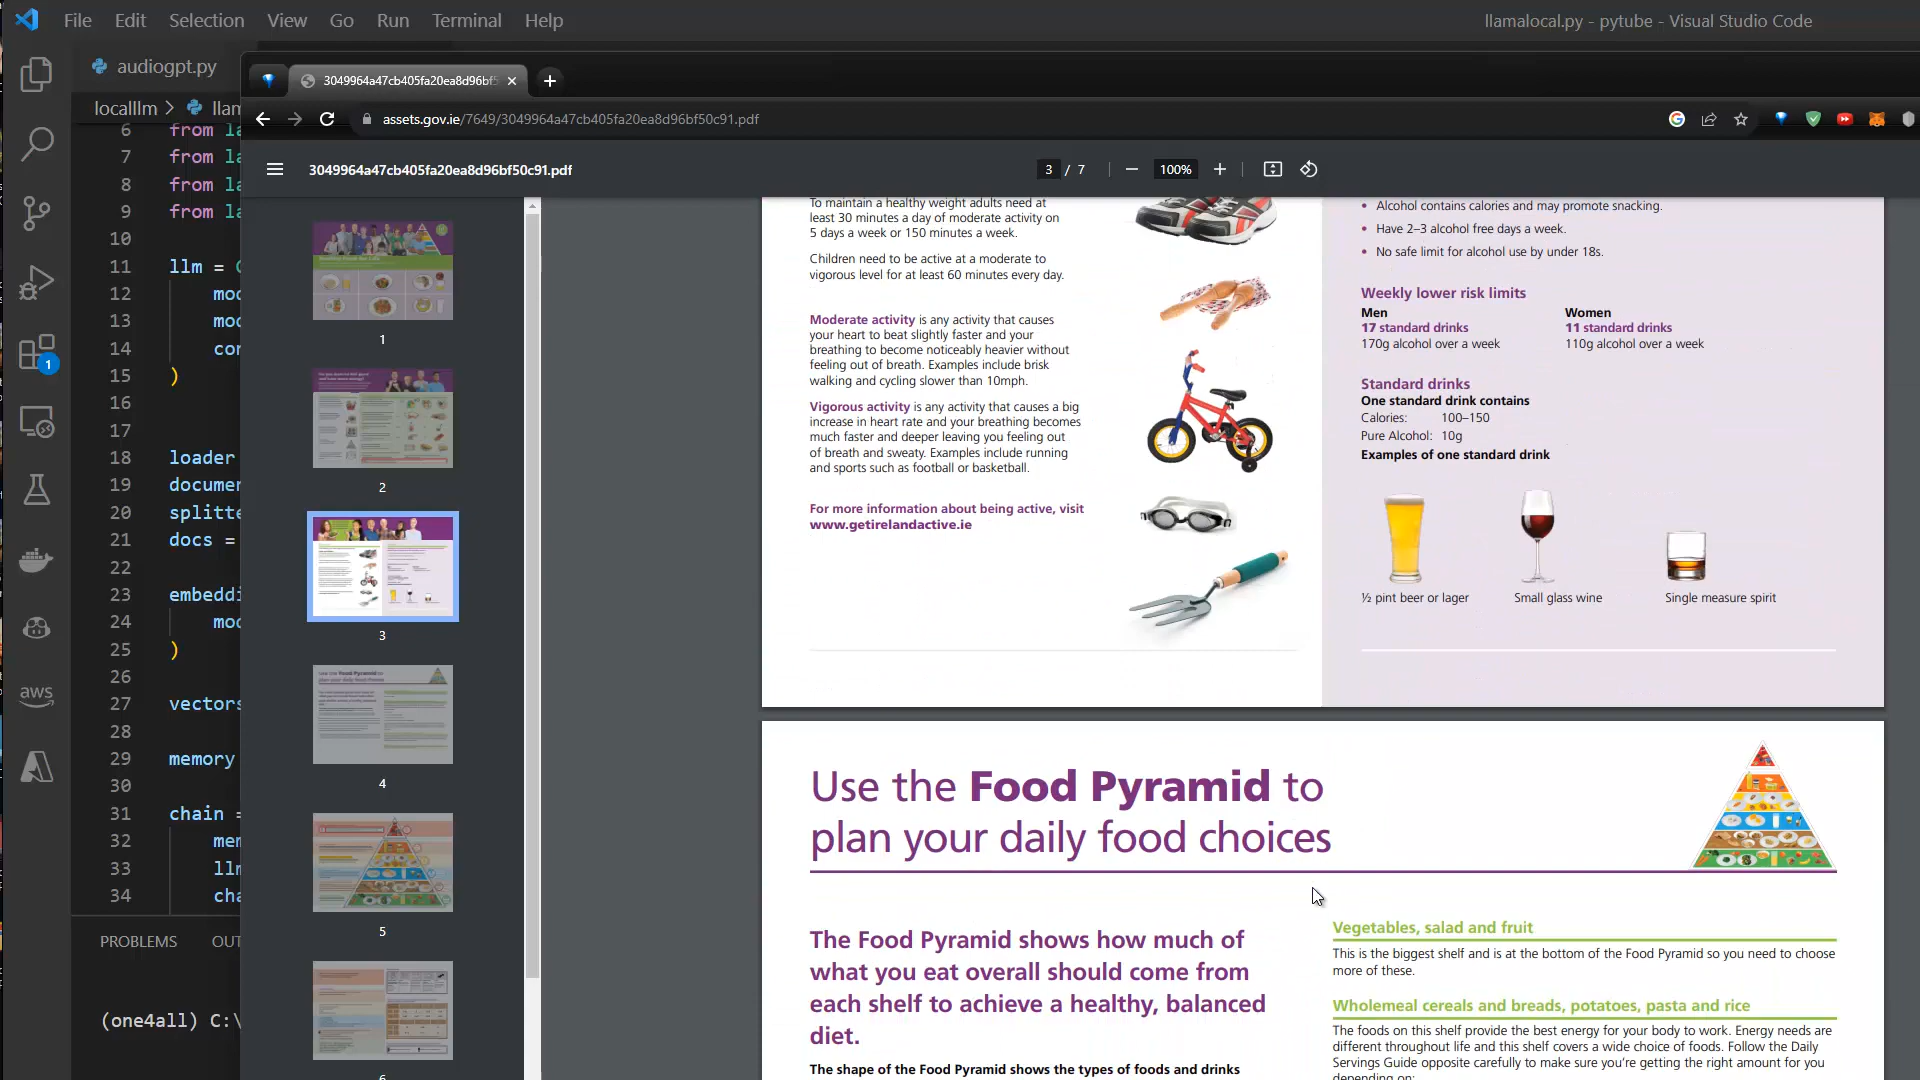 File Edit Selection View Go Run Terminal Help
llamalocal.py - pytube - Visual Studio Code
audiogpt.py
3049964a47cb405fa20ea8d96bf5
localllm
assets.gov.ie/7649/3049964a47cb405fa20ea8d96bf50c91.pdf
3049964a47cb405fa20ea8d96bf50c91.pdf
3 / 7
100%
6 from
7 from
8 from
9 from
10
11 llm =
12
13
14
15 )
16
17
18 loader
19
20
21 docs =
22
23
24
25 )
26
27
28
29 memory
30
31 chain =
32
33
34
1
aws
PROBLEMS
(one4all) C:\
1
2
3
4
5
6
To maintain a healthy weight adults need at
least 30 minutes a day of moderate activity on
5 days a week or 150 minutes a week.
Children need to be active at a moderate to
vigorous level for at least 60 minutes every day.
Moderate activity is any activity that causes
your heart to beat slightly faster and your
breathing to become noticeably heavier without
feeling out of breath. Examples include brisk
walking and cycling slower than 10mph.
Vigorous activity is any activity that causes a big
increase in heart rate and your breathing becomes
much faster and deeper leaving you feeling out
of breath and sweaty. Examples include running
and sports such as football or basketball.
For more information about being active, visit
www.getirelandactive.ie
• Alcohol contains calories and may promote snacking.
• Have 2–3 alcohol free days a week.
• No safe limit for alcohol use by under 18s.
Weekly lower risk limits
Men
17 standard drinks
170g alcohol over a week
Women
11 standard drinks
110g alcohol over a week
Standard drinks
One standard drink contains
Calories: 100–150
Pure Alcohol: 10g
Examples of one standard drink
½ pint beer or lager
Small glass wine
Single measure spirit
Use the Food Pyramid to
plan your daily food choices
The Food Pyramid shows how much of
what you eat overall should come from
each shelf to achieve a healthy, balanced
diet.
The shape of the Food Pyramid shows the types of foods and drinks
Vegetables, salad and fruit
This is the biggest shelf and is at the bottom of the Food Pyramid so you need to choose
more of these.
Wholemeal cereals and breads, potatoes, pasta and rice
The foods on this shelf provide the best energy for your body to work. Energy needs are
different throughout life and this shelf covers a wide choice of foods. Follow the Daily
Servings Guide opposite carefully to make sure you're getting the right amount for you
depending on: